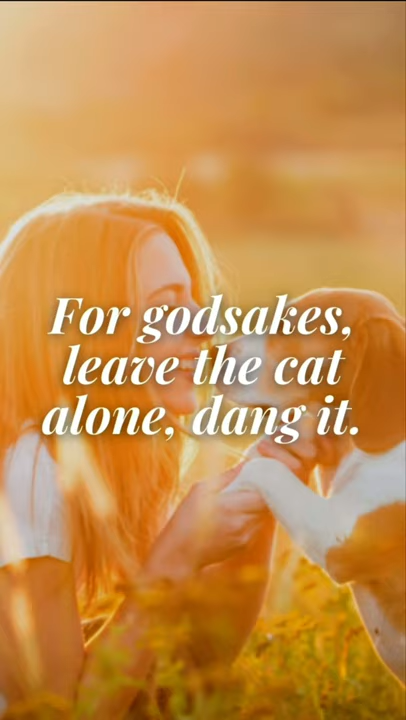 For godsakes,
leave the cat
alone, dang it.